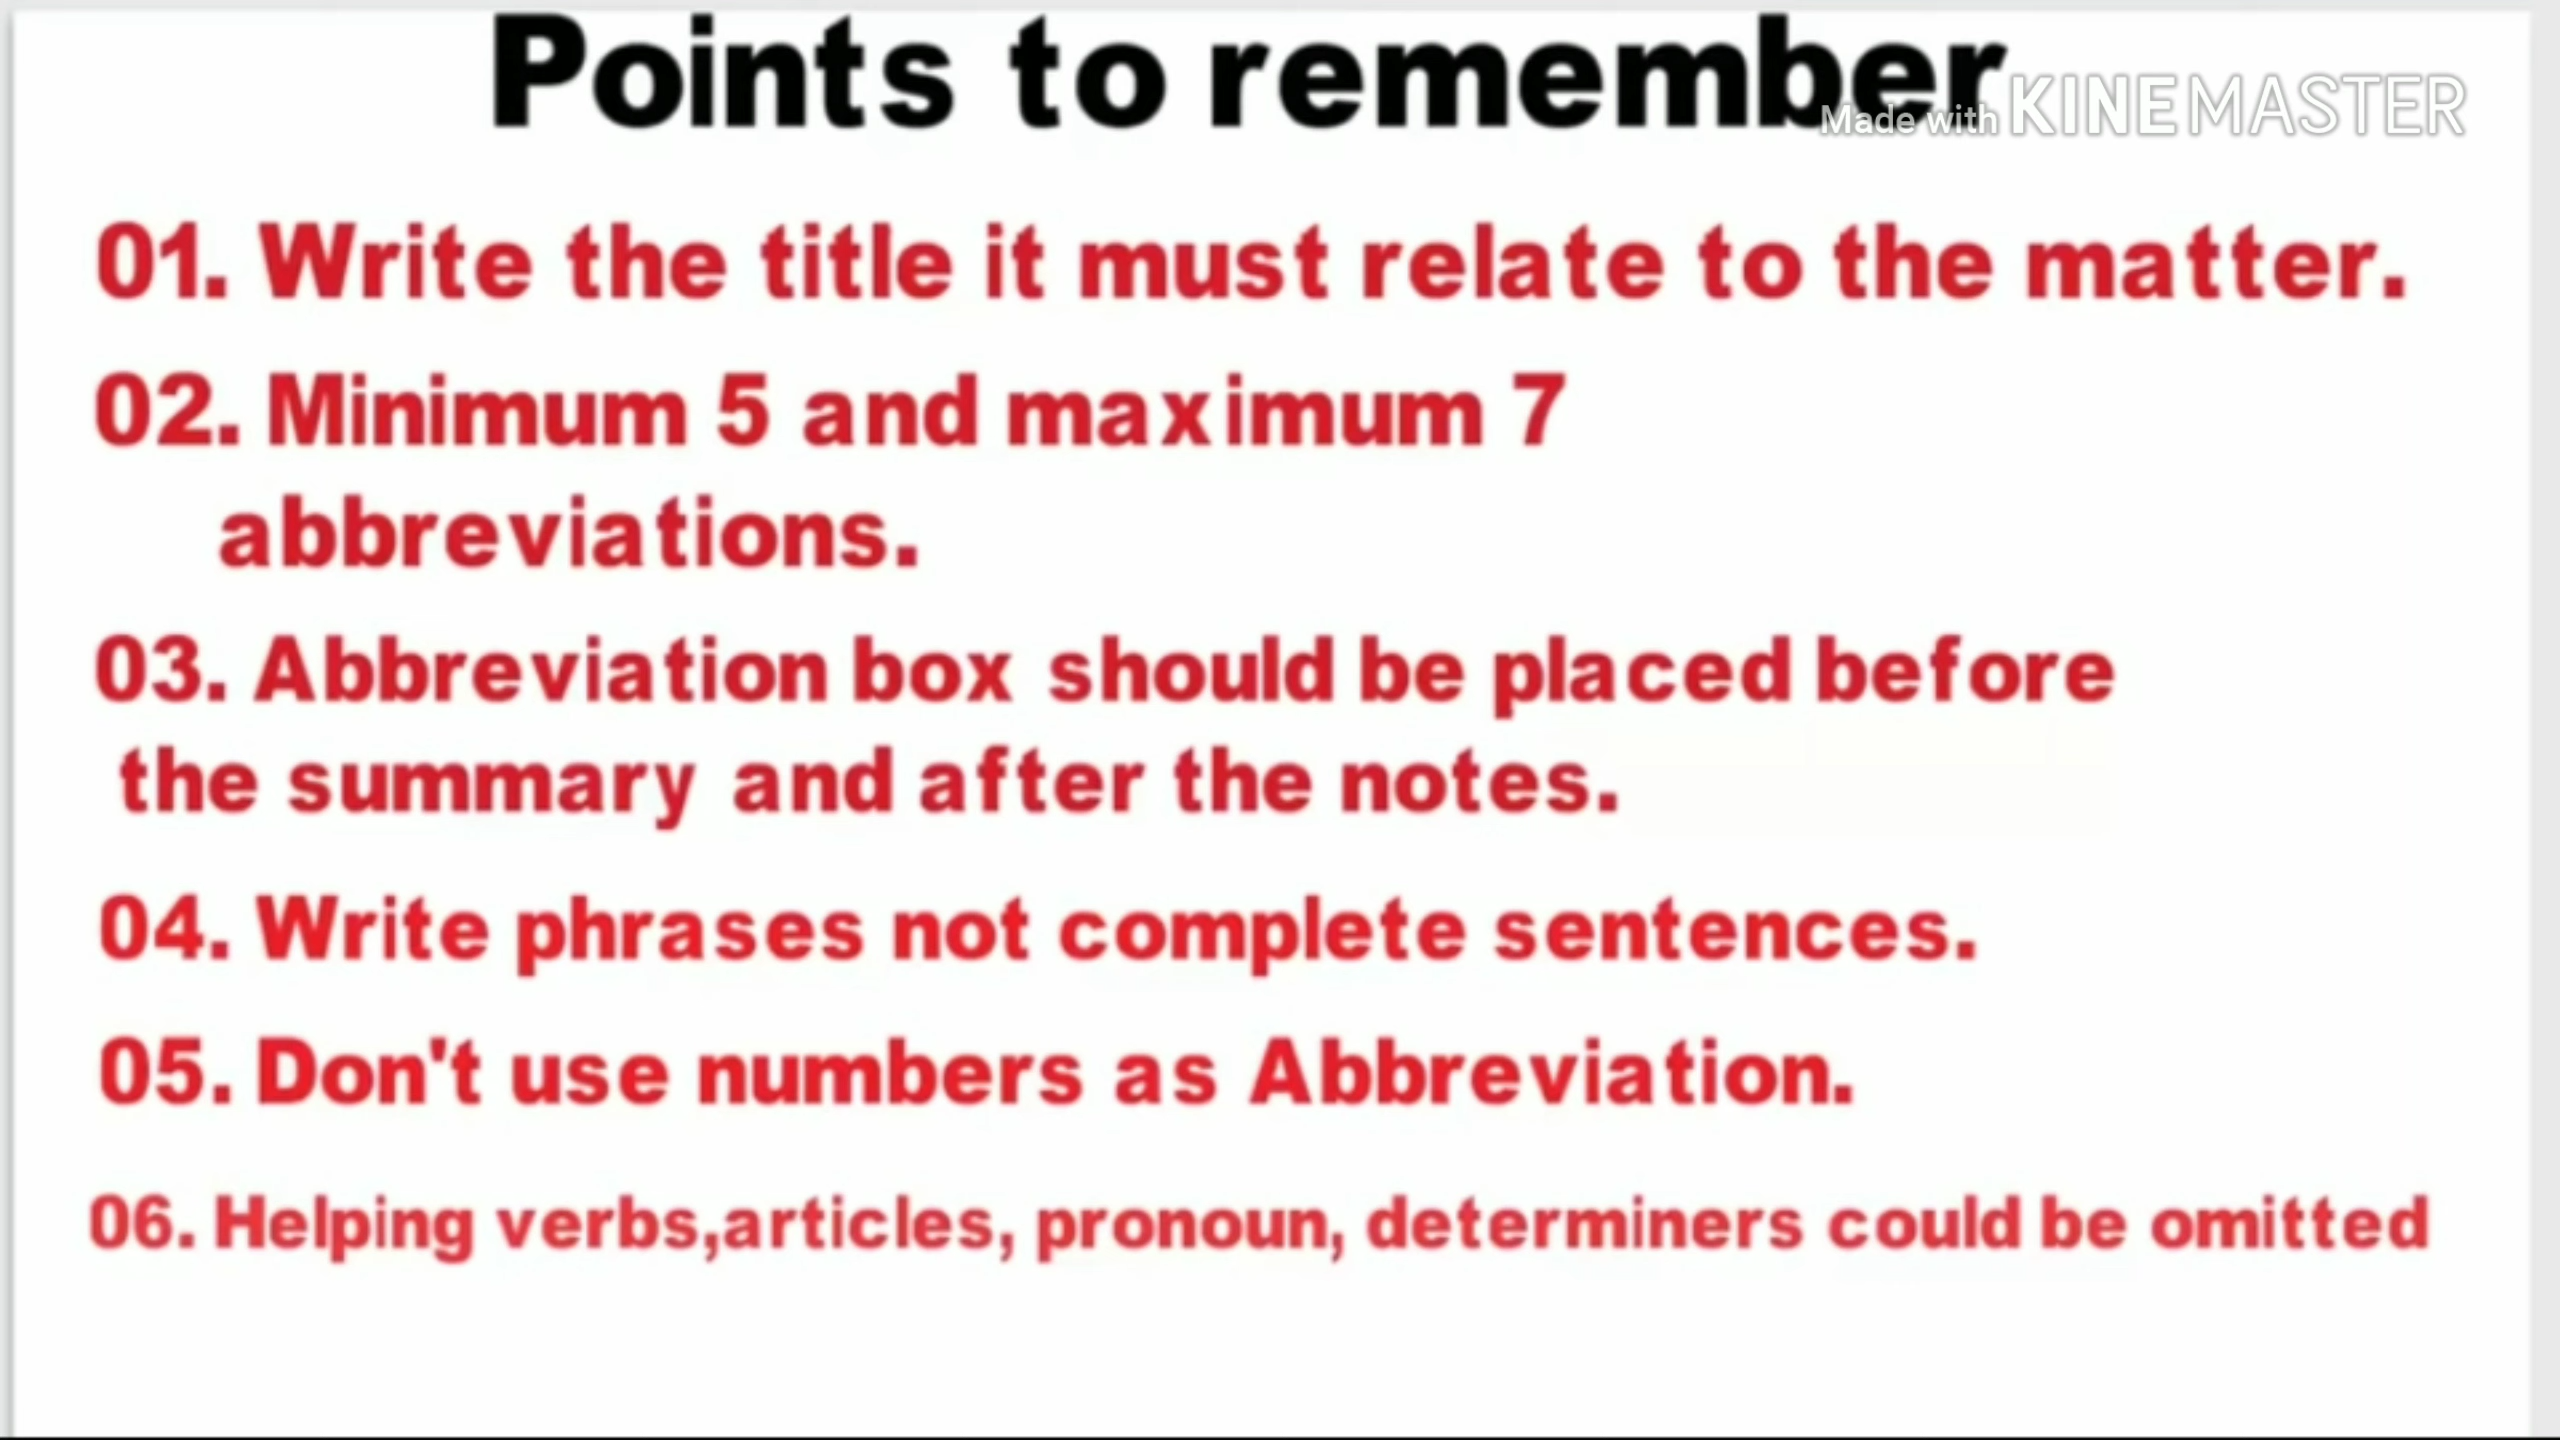 Points to remember
Made with KINEMASTER
01. Write the title it must relate to the matter.
02. Minimum 5 and maximum 7
abbreviations.
03. Abbreviation box should be placed before
the summary and after the notes.
04. Write phrases not complete sentences.
05. Don't use numbers as Abbreviation.
06. Helping verbs,articles, pronoun, determiners could be omitted